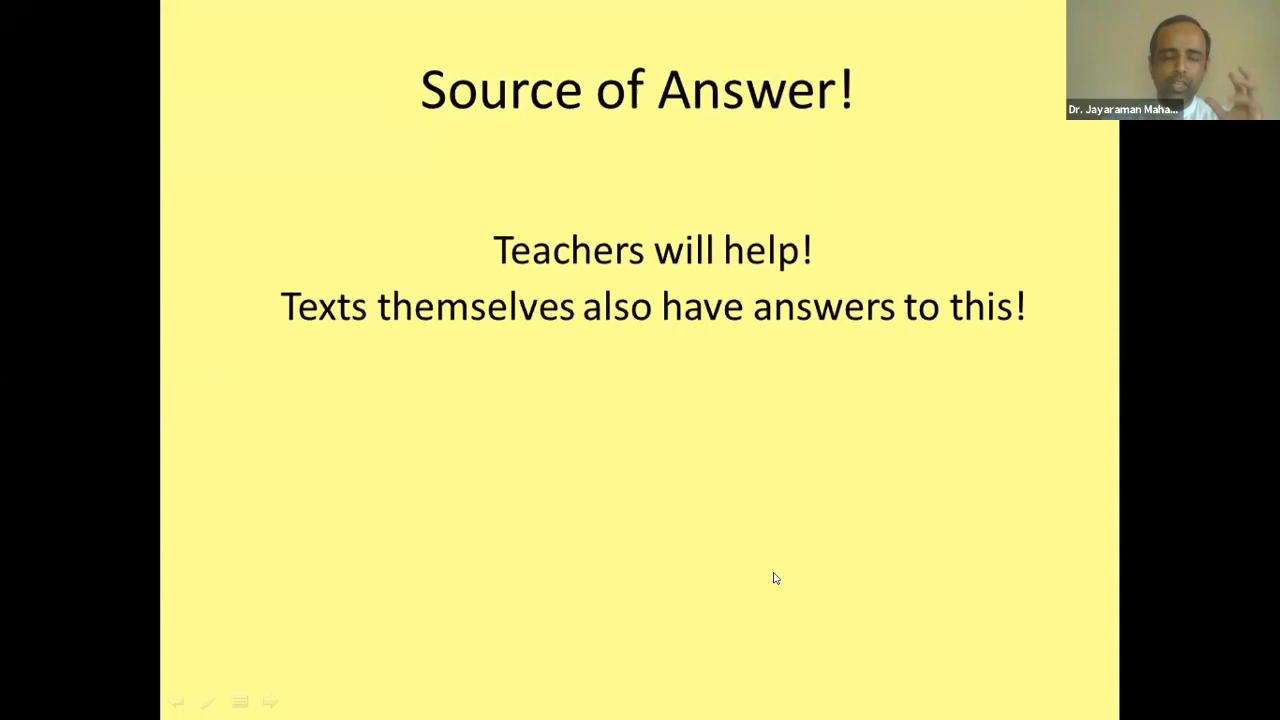 Source of Answer!
Dr. Jayaraman Maha...
Teachers will help!
Texts themselves also have answers to this!